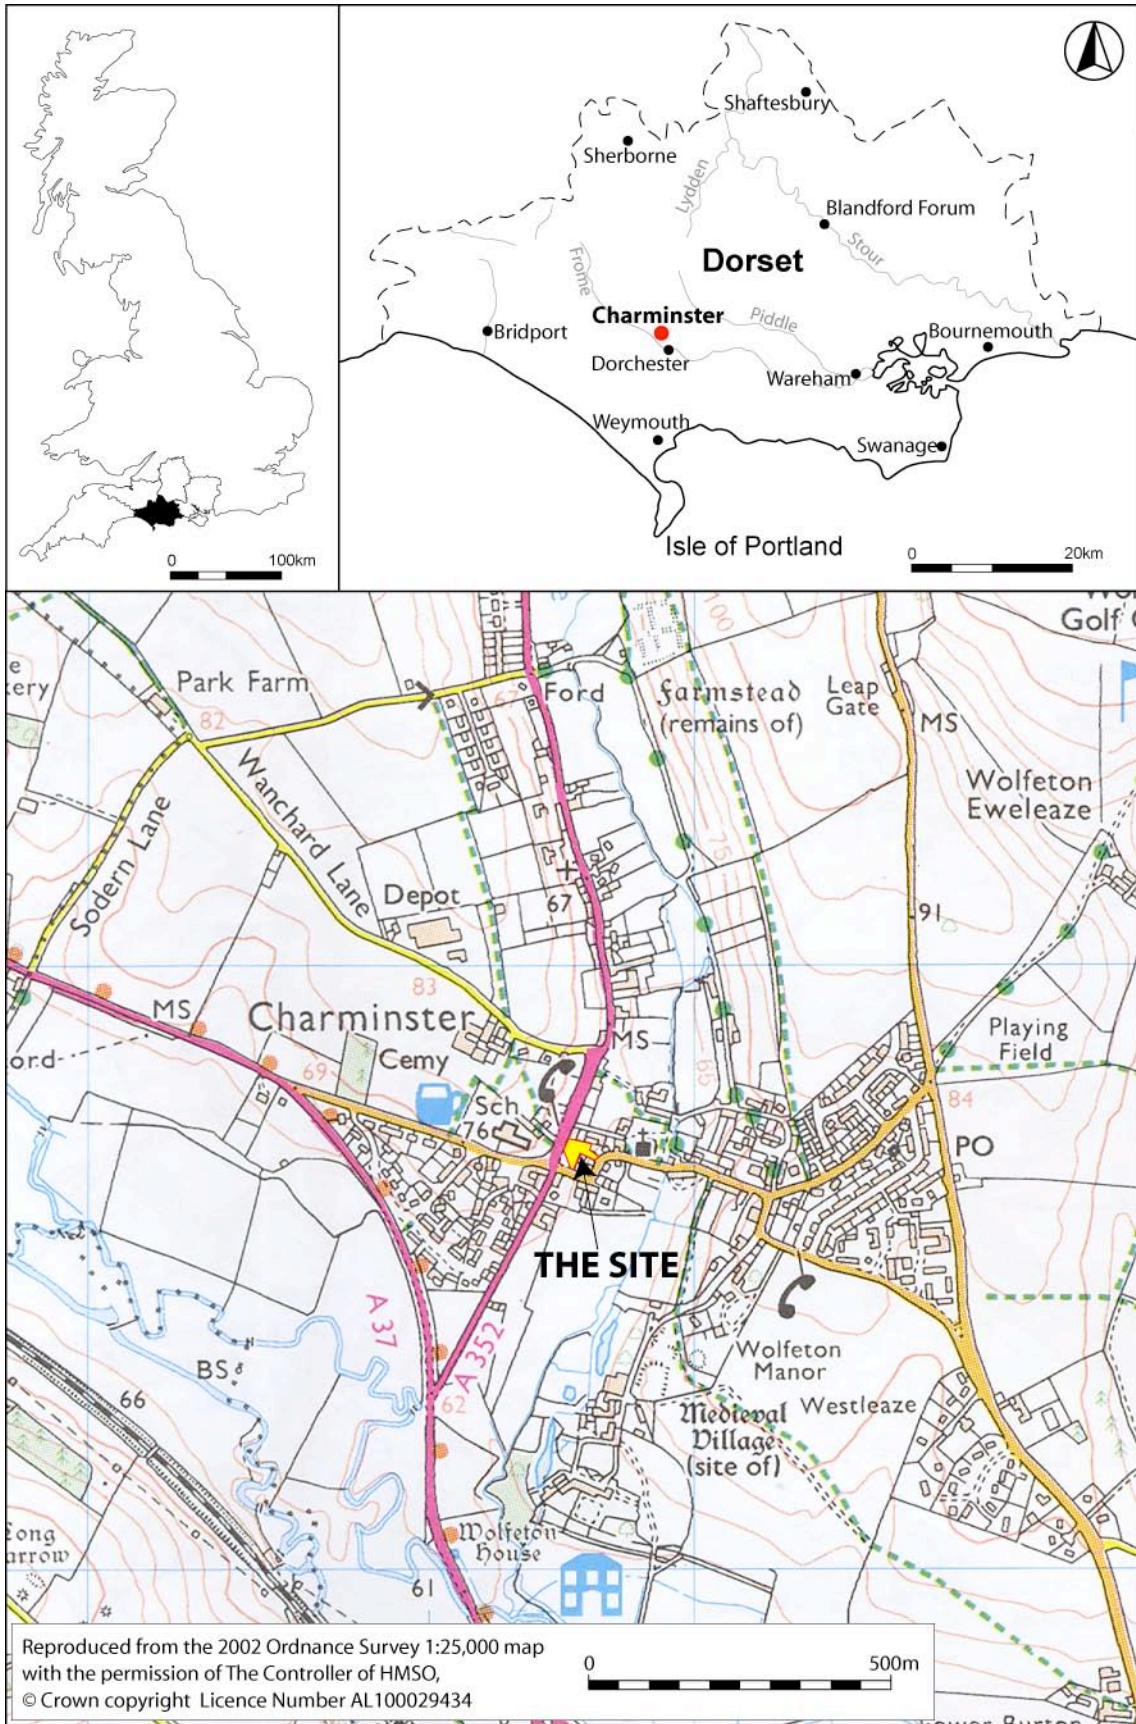 0
100km
Shaftesbury
Sherborne
Lydden
Blandford Forum
Stour
Dorset
Frome
Charminster
Piddle
Bridport
Dorchester
Bournemouth
Wareham
Weymouth
Swanage
Isle of Portland
0
20km
Golf
Park Farm
82
67
Ford
Farmstead
(remains of)
100
Leap
Gate
MS
Wolfeton
Eweleaze
Wanchard Lane
Sodern Lane
75
Depot
67
91
83
MS
Charminster
MS
Playing
Field
Cemy
69
65
84
Sch
76
PO
THE SITE
A 37
A 352
BS
66
62
Wolfeton
Manor
Westleaze
Medieval
Village
(site of)
Wolfeton
House
61
Reproduced from the 2002 Ordnance Survey 1:25,000 map
with the permission of The Controller of HMSO,
© Crown copyright Licence Number AL100029434
0
500m